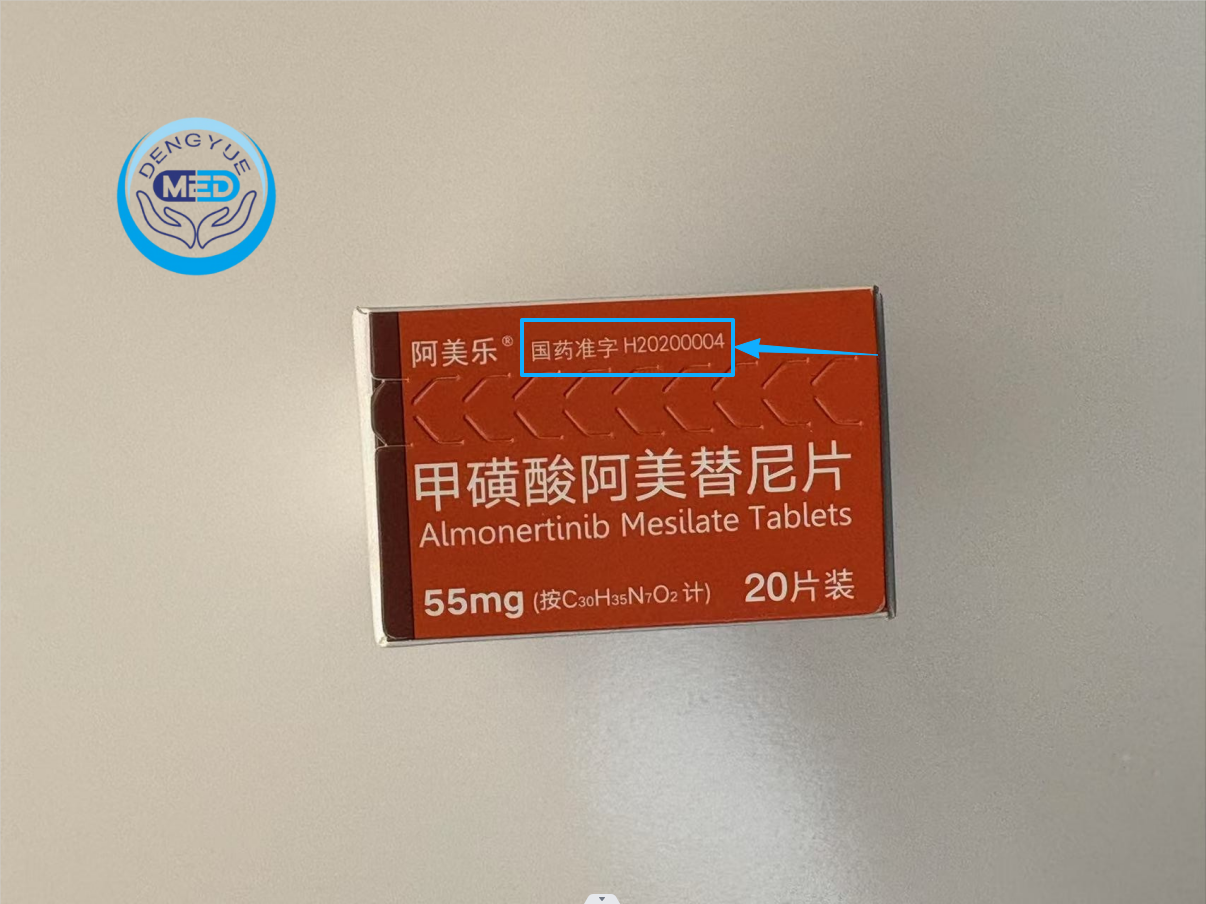 DENGYUE
MED
阿美乐® 国药准字 H20200004
甲磺酸阿美替尼片
Almonertinib Mesilate Tablets
55mg (按C₃₀H₃₅N₇O₂ 计) 20片装